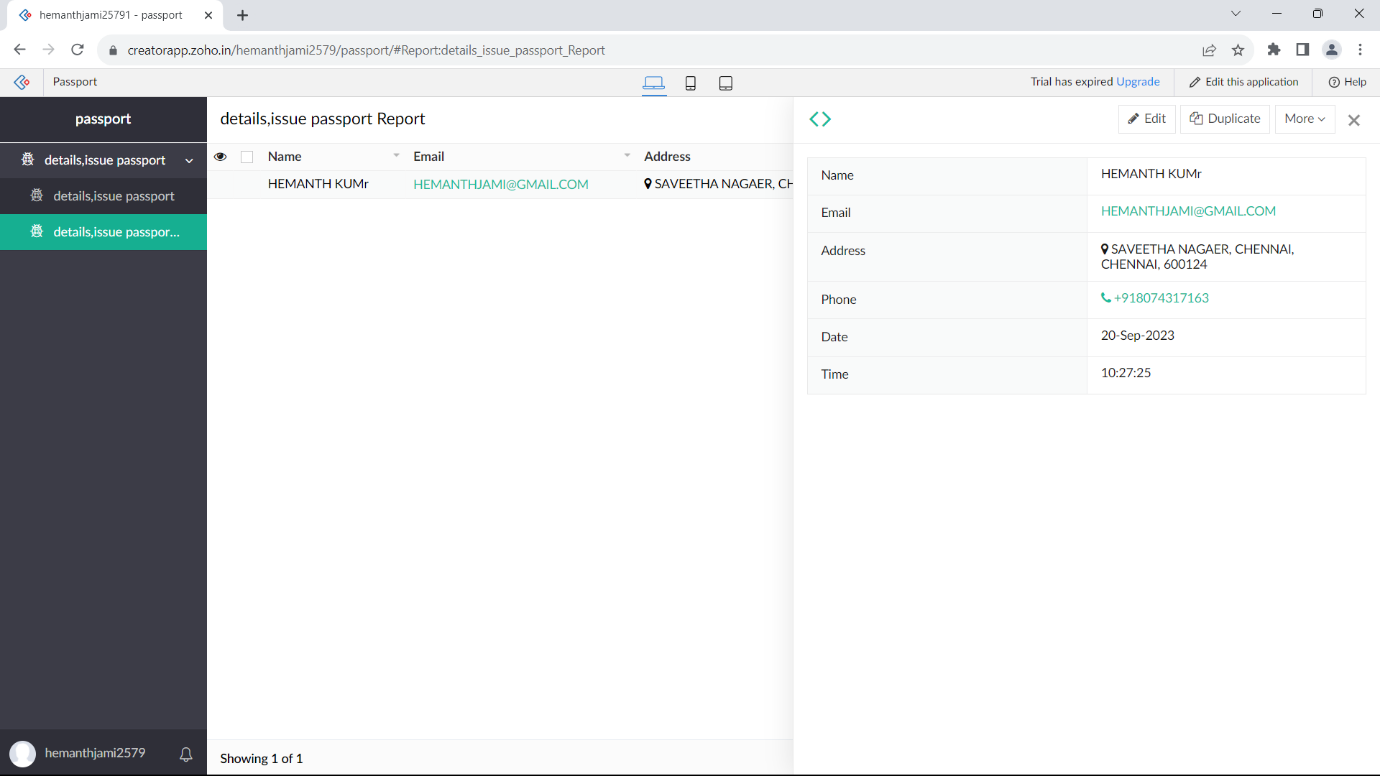 hemanthjami25791 - passport
creatorapp.zoho.in/hemanthjami2579/passport/#Report:details_issue_passport_Report
Passport
Trial has expired Upgrade
Edit this application
Help
passport
details,issue passport
details,issue passport
details,issue passpor...
hemanthjami2579
details,issue passport Report
Name Email Address
HEMANTH KUMr HEMANTHJAMI@GMAIL.COM SAVEETHA NAGAER, CH
Showing 1 of 1
Edit Duplicate More
Name HEMANTH KUMr
Email HEMANTHJAMI@GMAIL.COM
Address SAVEETHA NAGAER, CHENNAI,
CHENNAI, 600124
Phone +918074317163
Date 20-Sep-2023
Time 10:27:25